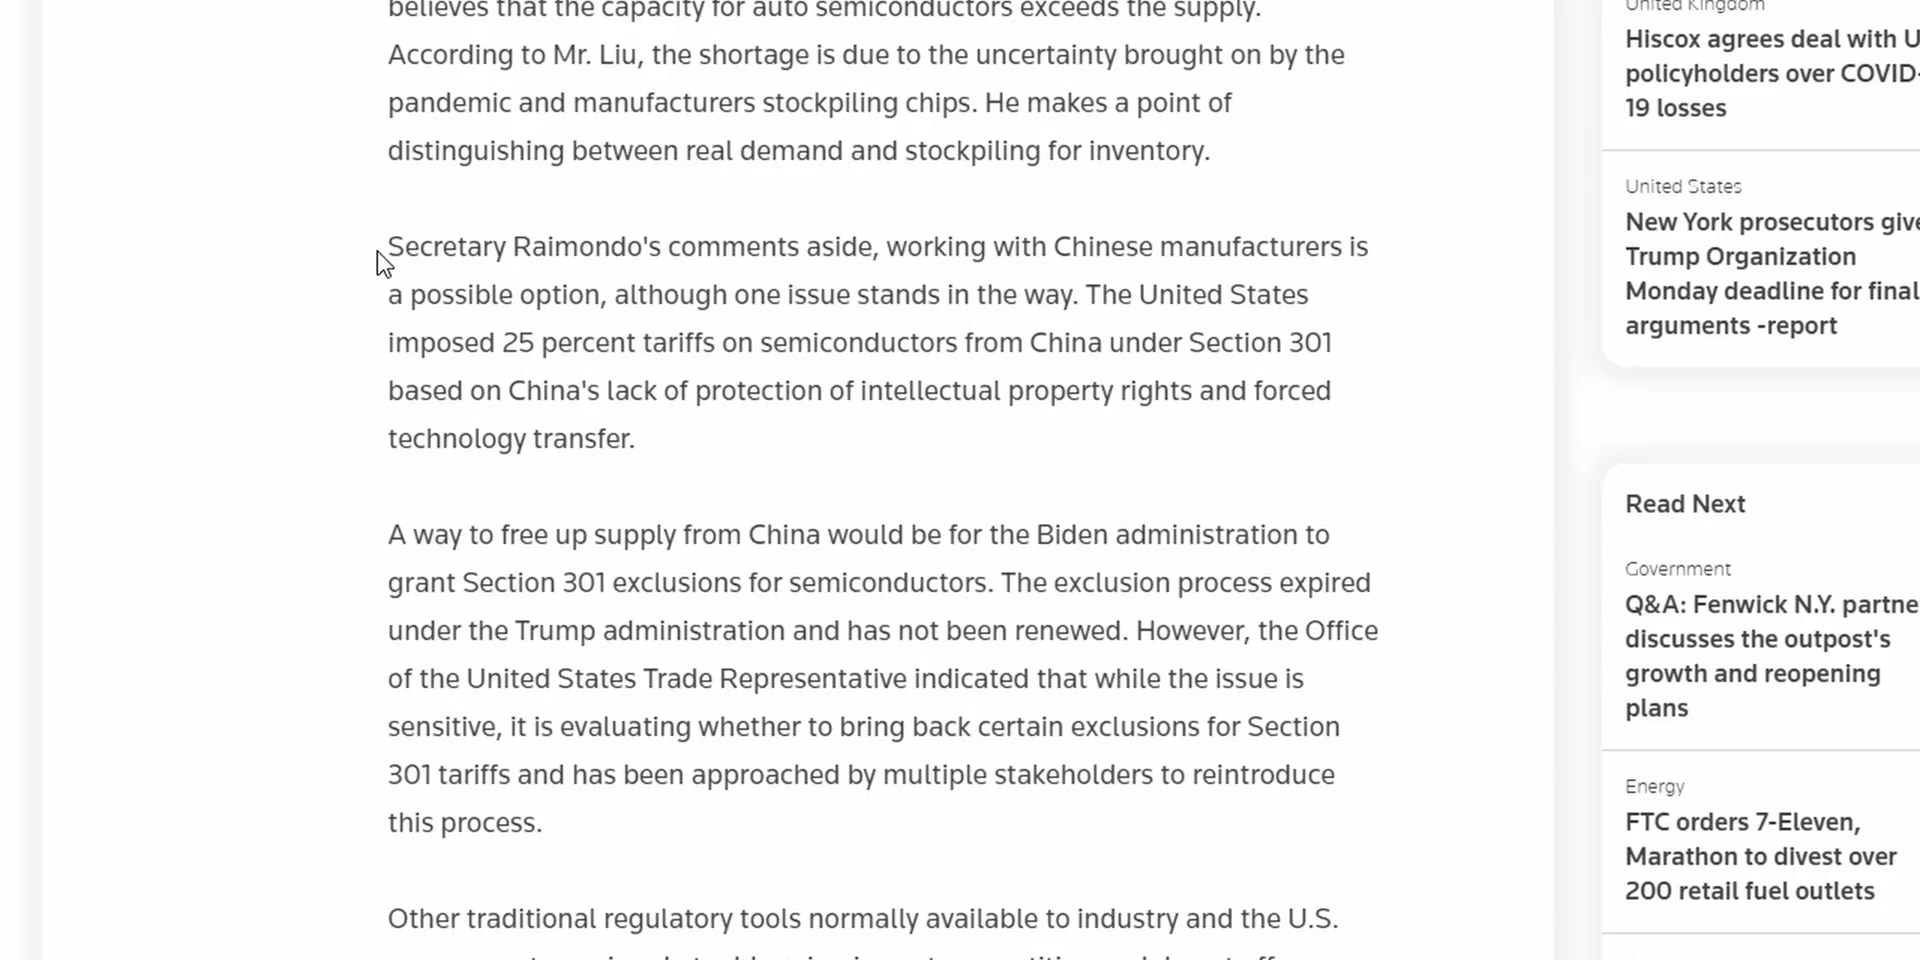 believes that the capacity for auto semiconductors exceeds the supply.
According to Mr. Liu, the shortage is due to the uncertainty brought on by the
pandemic and manufacturers stockpiling chips. He makes a point of
distinguishing between real demand and stockpiling for inventory.
Secretary Raimondo's comments aside, working with Chinese manufacturers is
a possible option, although one issue stands in the way. The United States
imposed 25 percent tariffs on semiconductors from China under Section 301
based on China's lack of protection of intellectual property rights and forced
technology transfer.
A way to free up supply from China would be for the Biden administration to
grant Section 301 exclusions for semiconductors. The exclusion process expired
under the Trump administration and has not been renewed. However, the Office
of the United States Trade Representative indicated that while the issue is
sensitive, it is evaluating whether to bring back certain exclusions for Section
301 tariffs and has been approached by multiple stakeholders to reintroduce
this process.
Other traditional regulatory tools normally available to industry and the U.S.
United Kingdom
Hiscox agrees deal with U
policyholders over COVID-
19 losses
United States
New York prosecutors give
Trump Organization
Monday deadline for final
arguments -report
Read Next
Government
Q&A: Fenwick N.Y. partne
discusses the outpost's
growth and reopening
plans
Energy
FTC orders 7-Eleven,
Marathon to divest over
200 retail fuel outlets